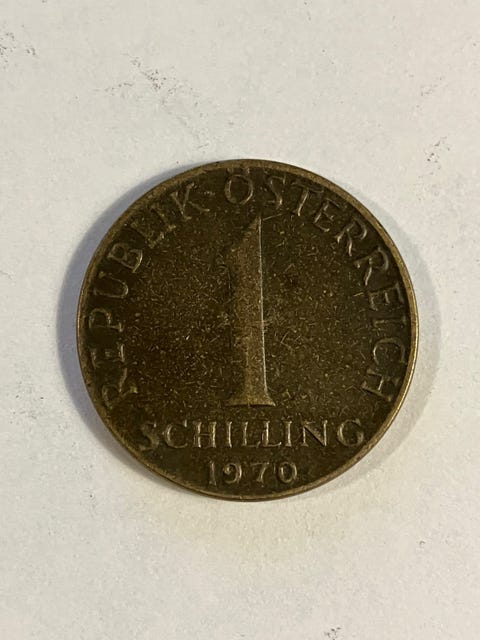 REPUBLIK·ÖSTERREICH
1
SCHILLING
1970